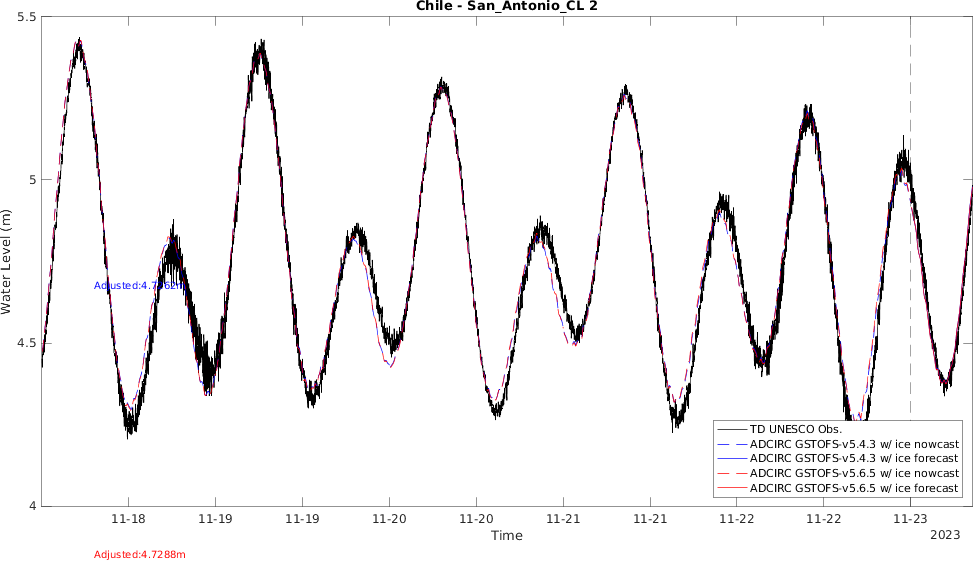 Chile - San_Antonio_CL 2
5.5
5
4.5
4
Water Level (m)
TD UNESCO Obs.
ADCIRC GSTOFS-v5.4.3 w/ ice nowcast
ADCIRC GSTOFS-v5.4.3 w/ ice forecast
ADCIRC GSTOFS-v5.6.5 w/ ice nowcast
ADCIRC GSTOFS-v5.6.5 w/ ice forecast
11-18 11-19 11-19 11-20 11-20 11-21 11-21 11-22 11-22 11-23
Time
2023
Adjusted:4.7288m